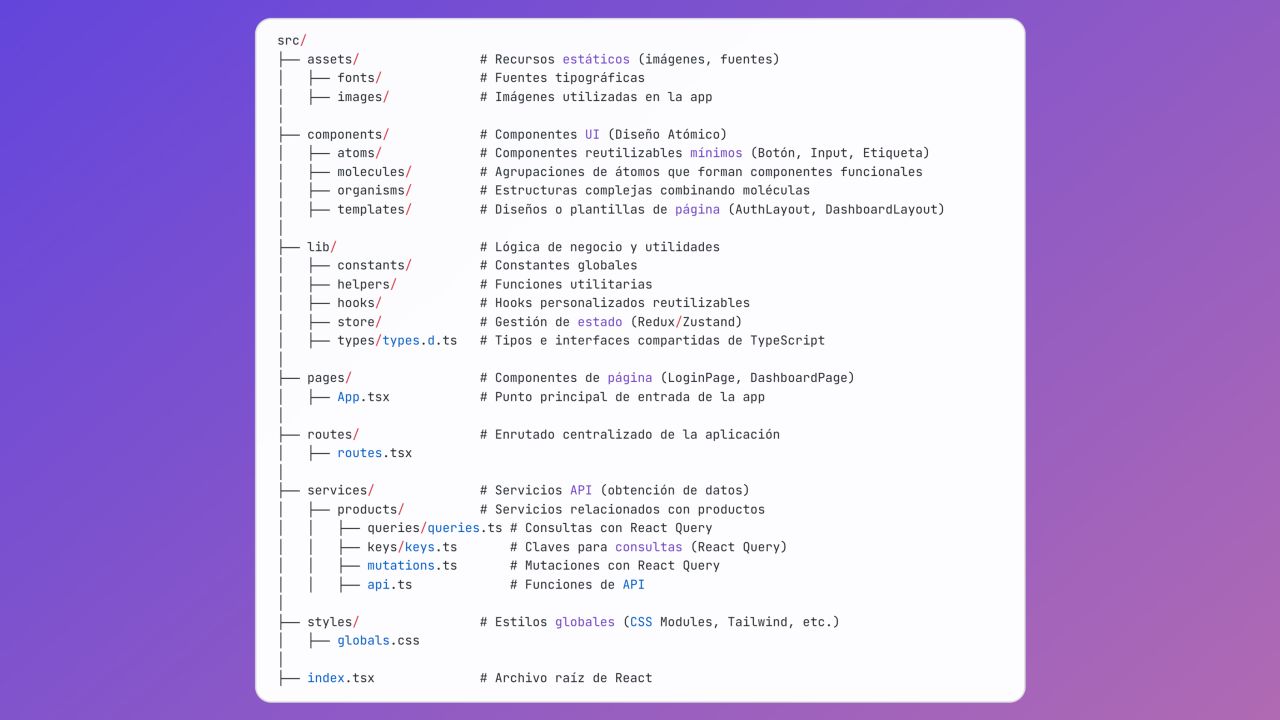 src/
├── assets/                # Recursos estáticos (imágenes, fuentes)
│   ├── fonts/             # Fuentes tipográficas
│   ├── images/            # Imágenes utilizadas en la app
│
├── components/            # Componentes UI (Diseño Atómico)
│   ├── atoms/             # Componentes reutilizables mínimos (Botón, Input, Etiqueta)
│   ├── molecules/         # Agrupaciones de átomos que forman componentes funcionales
│   ├── organisms/         # Estructuras complejas combinando moléculas
│   ├── templates/         # Diseños o plantillas de página (AuthLayout, DashboardLayout)
│
├── lib/                   # Lógica de negocio y utilidades
│   ├── constants/         # Constantes globales
│   ├── helpers/           # Funciones utilitarias
│   ├── hooks/             # Hooks personalizados reutilizables
│   ├── store/             # Gestión de estado (Redux/Zustand)
│   ├── types/types.d.ts   # Tipos e interfaces compartidas de TypeScript
│
├── pages/                 # Componentes de página (LoginPage, DashboardPage)
│   ├── App.tsx            # Punto principal de entrada de la app
│
├── routes/                # Enrutado centralizado de la aplicación
│   ├── routes.tsx
│
├── services/              # Servicios API (obtención de datos)
│   ├── products/          # Servicios relacionados con productos
│   │   ├── queries/queries.ts # Consultas con React Query
│   │   ├── keys/keys.ts       # Claves para consultas (React Query)
│   │   ├── mutations.ts       # Mutaciones con React Query
│   │   ├── api.ts             # Funciones de API
│
├── styles/                # Estilos globales (CSS Modules, Tailwind, etc.)
│   ├── globals.css
│
├── index.tsx              # Archivo raíz de React